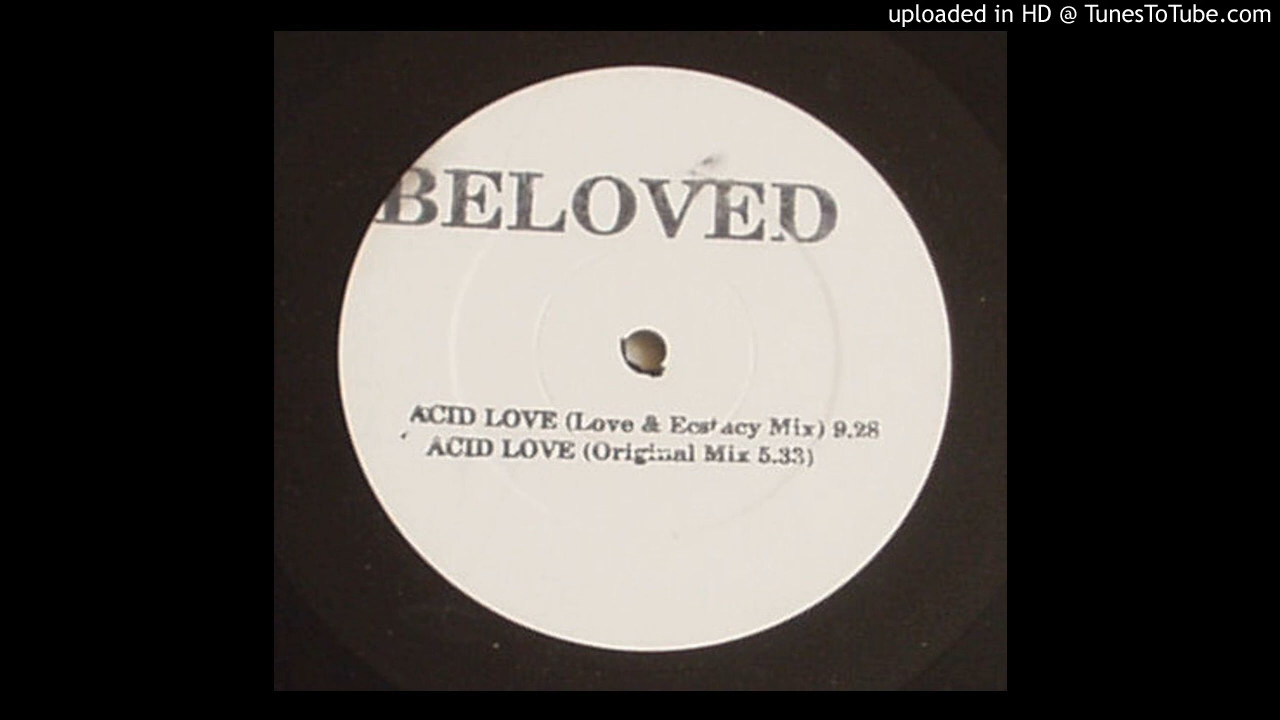 uploaded in HD @ TunesToTube.com
BELOVED
ACID LOVE (Love & Ecstacy Mix) 9.28
ACID LOVE (Original Mix 5.33)